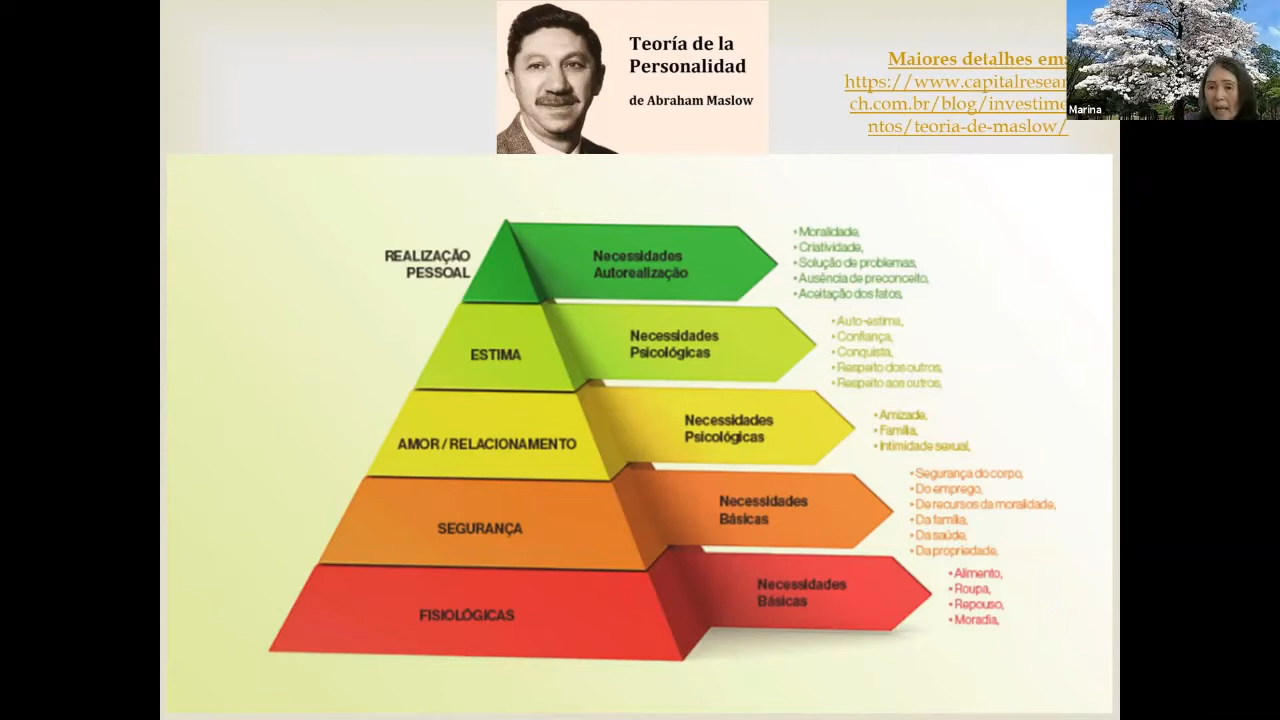 Teoría de la
Personalidad
de Abraham Maslow
Maiores detalhes em:
https://www.capitalresear
ch.com.br/blog/investime
ntos/teoria-de-maslow/
Marina
REALIZAÇÃO
PESSOAL
Necessidades
Autorealização
• Moralidade,
• Criatividade,
• Solução de problemas,
• Ausência de preconceito,
• Aceitação dos fatos,
ESTIMA
Necessidades
Psicológicas
• Auto-estima,
• Confiança,
• Conquista,
• Respeito dos outros,
• Respeito aos outros,
AMOR / RELACIONAMENTO
Necessidades
Psicológicas
• Amizade,
• Família,
• Intimidade sexual,
SEGURANÇA
Necessidades
Básicas
• Segurança do corpo,
• Do emprego,
• De recursos da moralidade,
• Da família,
• Da saúde,
• Da propriedade,
FISIOLÓGICAS
Necessidades
Básicas
• Alimento,
• Roupa,
• Repouso,
• Moradia,